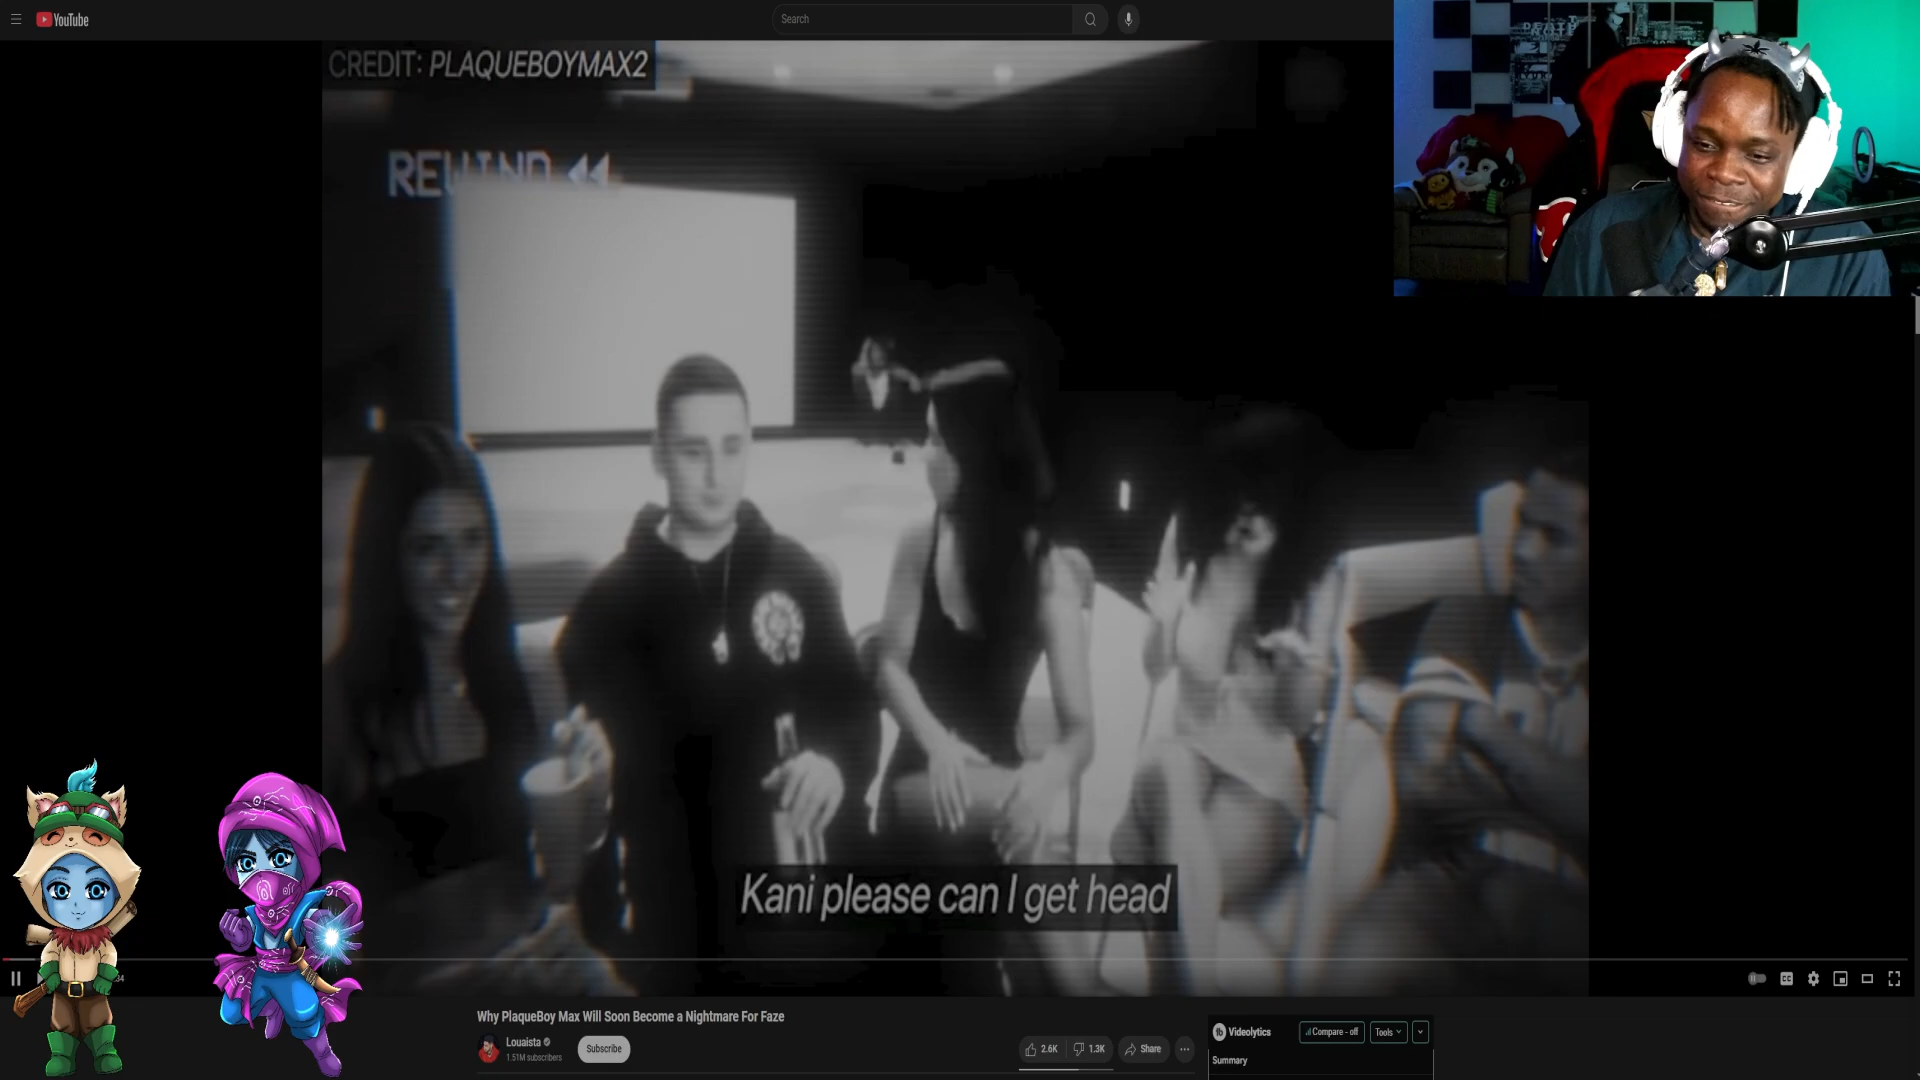 YouTube
Search
CREDIT: PLAQUEBOYMAX2
REWIND
Kani please can I get head
Why PlaqueBoy Max Will Soon Become a Nightmare For Faze
Louaista
1.51M subscribers
Subscribe
2.6K
1.3K
Share
Videolytics
Compare - off
Tools
Summary